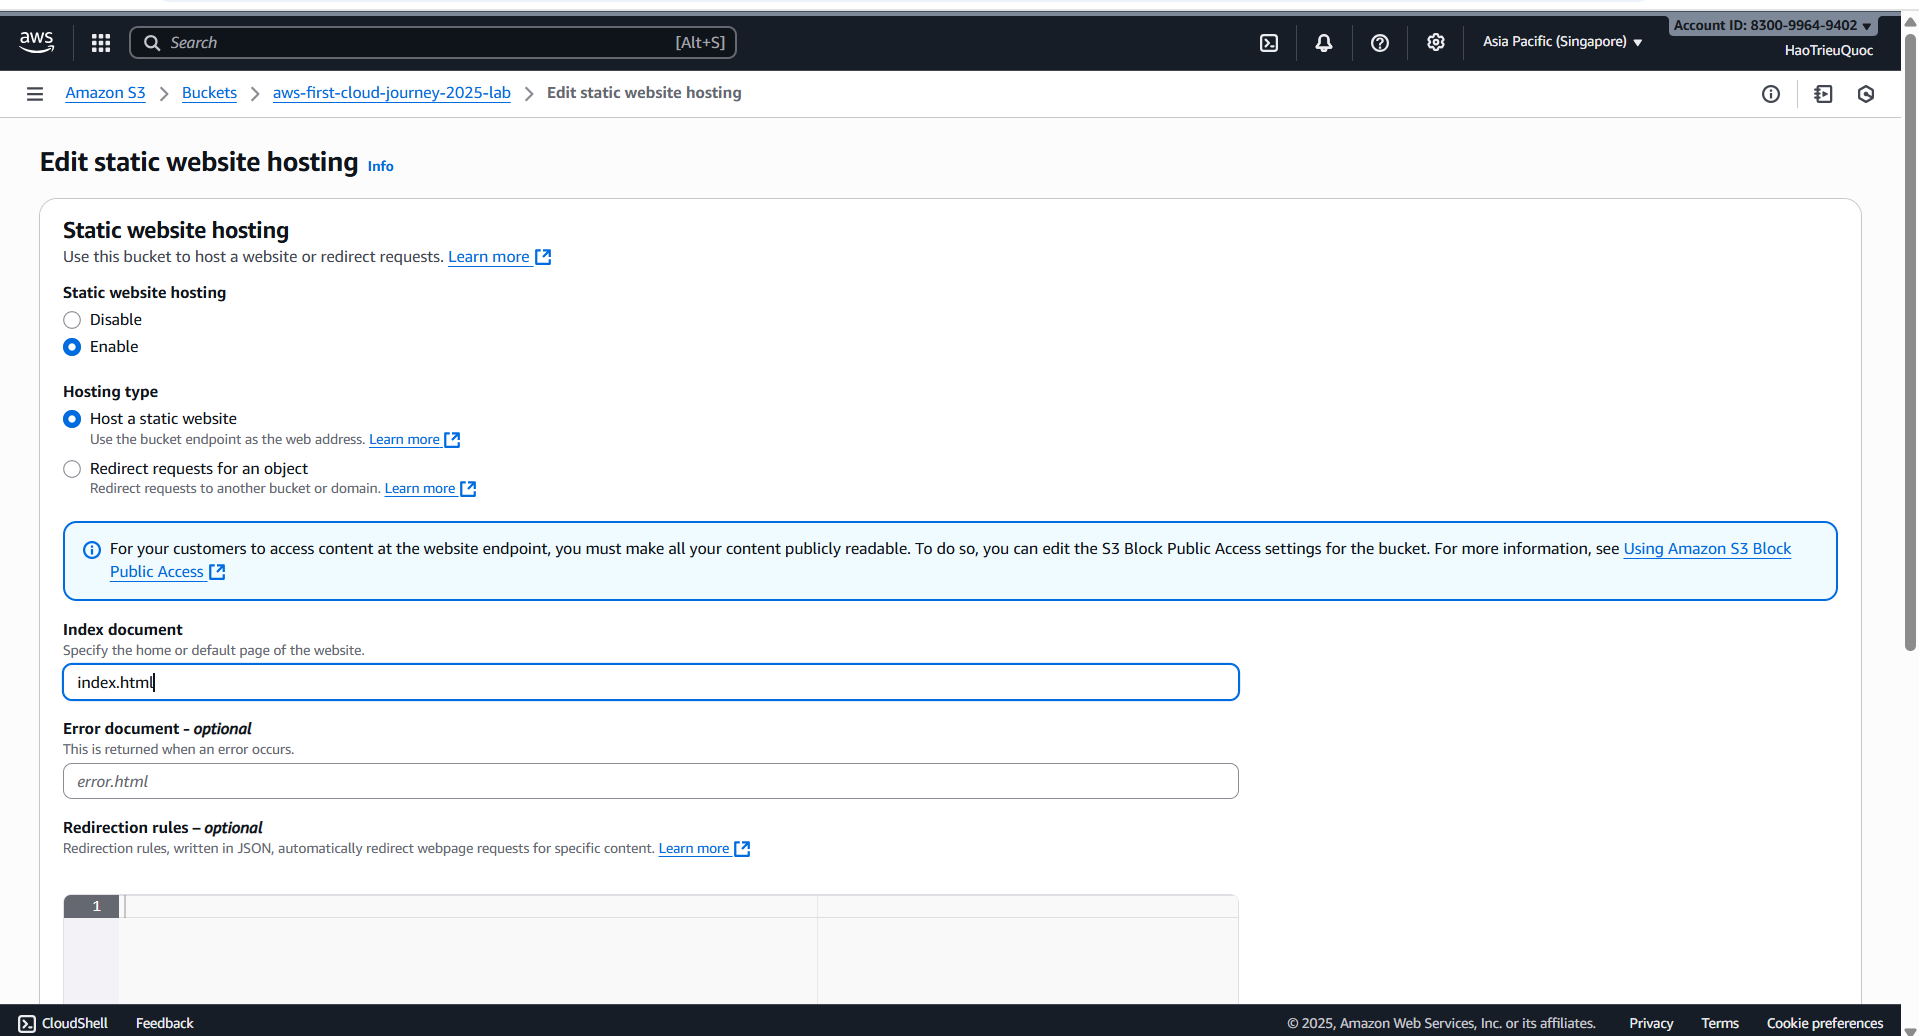 aws
Search [Alt+S]
Asia Pacific (Singapore)
Account ID: 8300-9964-9402
HaoTrieuQuoc
Amazon S3 > Buckets > aws-first-cloud-journey-2025-lab > Edit static website hosting
Edit static website hosting Info
Static website hosting
Use this bucket to host a website or redirect requests. Learn more
Static website hosting
Disable
Enable
Hosting type
Host a static website
Use the bucket endpoint as the web address. Learn more
Redirect requests for an object
Redirect requests to another bucket or domain. Learn more
For your customers to access content at the website endpoint, you must make all your content publicly readable. To do so, you can edit the S3 Block Public Access settings for the bucket. For more information, see Using Amazon S3 Block
Public Access
Index document
Specify the home or default page of the website.
index.html
Error document - optional
This is returned when an error occurs.
error.html
Redirection rules – optional
Redirection rules, written in JSON, automatically redirect webpage requests for specific content. Learn more
1
CloudShell Feedback © 2025, Amazon Web Services, Inc. or its affiliates. Privacy Terms Cookie preferences